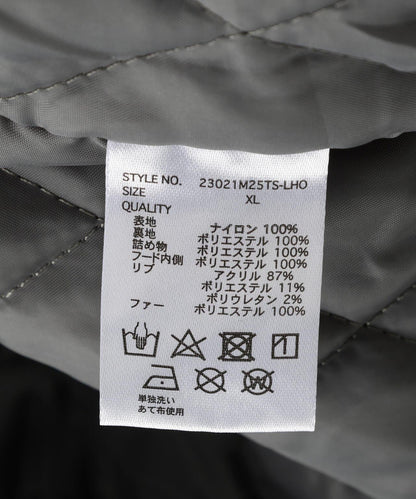 STYLE NO. 23021M25TS-LHO
SIZE XL
QUALITY
表地 ナイロン 100%
裏地 ポリエステル 100%
詰め物 ポリエステル 100%
フード内側 ポリエステル 100%
リブ アクリル 87%
ポリエステル 11%
ポリウレタン 2%
ファー ポリエステル 100%
W
単独洗い
あて布使用